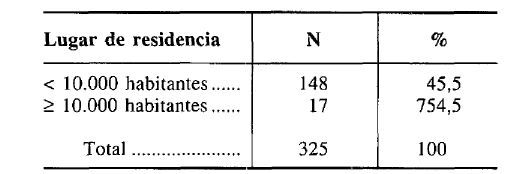 Lugar de residencia N %
< 10.000 habitantes ...... 148 45,5
≥ 10.000 habitantes ...... 17 754,5
Total ...................... 325 100